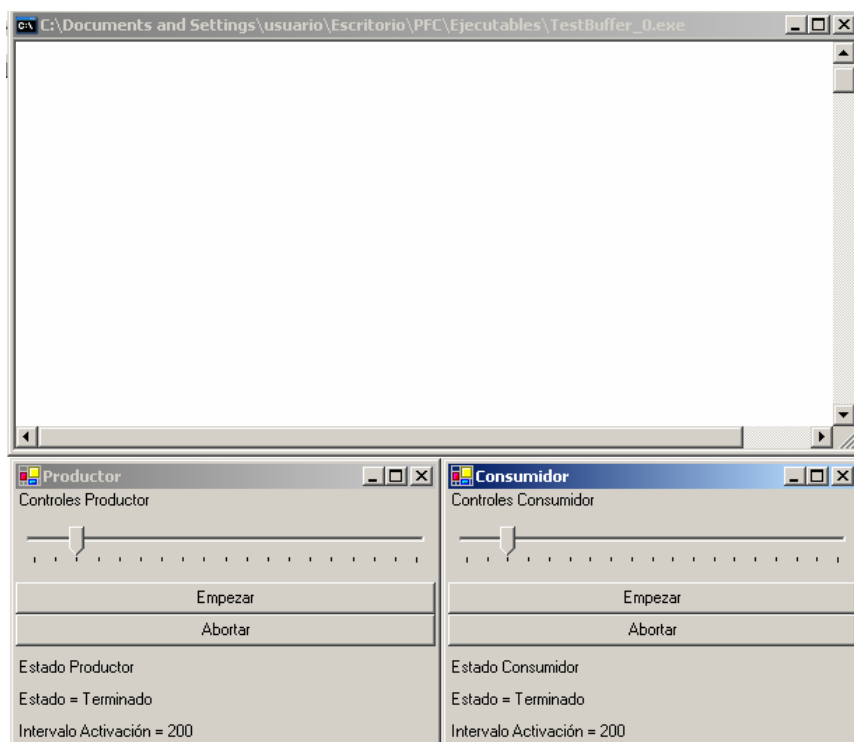 C:\Documents and Settings\usuario\Escritorio\PFC\Ejecutables\TestBuffer_0.exe
Productor
Controles Productor
Empezar
Abortar
Estado Productor
Estado = Terminado
Intervalo Activación = 200
Consumidor
Controles Consumidor
Empezar
Abortar
Estado Consumidor
Estado = Terminado
Intervalo Activación = 200